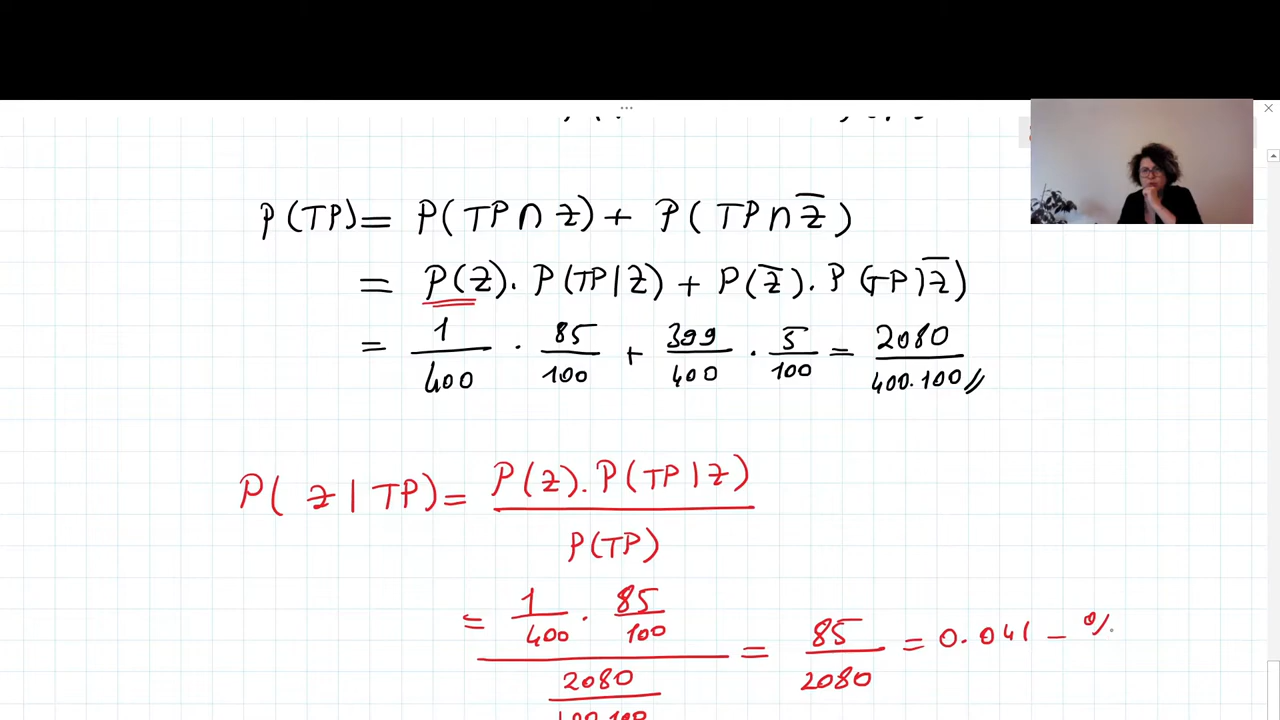 P(TP)= P(TP∩Z)+ P(TP∩Z̅)
= P(Z). P(TP|Z) + P(Z̅). P(TP|Z̅)
= 1/400 · 85/100 + 399/400 · 5/100 = 2080/400.100 //
P( Z | TP)= P(Z). P(TP|Z) / P(TP)
= 1/400 · 85/100 / 2080/400.100 = 85/2080 = 0.041 _ %